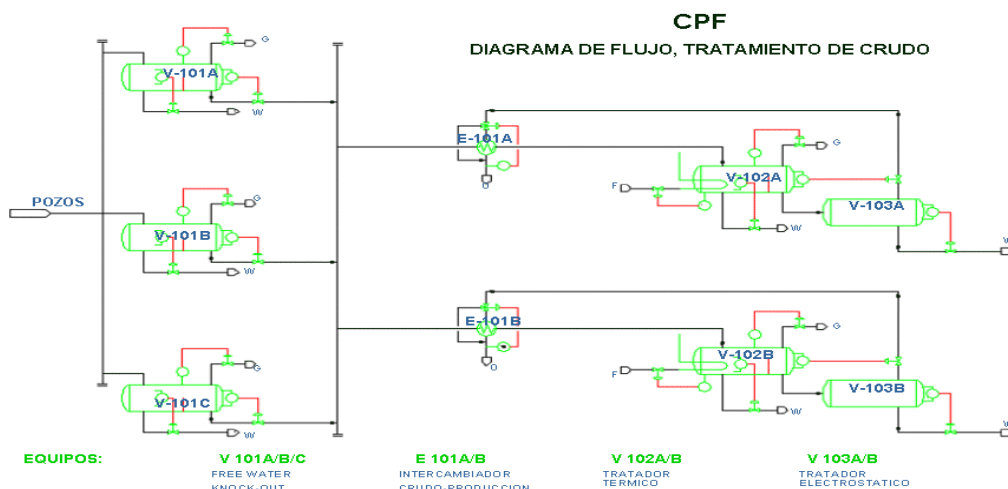 CPF
DIAGRAMA DE FLUJO, TRATAMIENTO DE CRUDO
G
V-101A
W
E-101A
O
G
V-102A
F
W
V-103A
W
POZOS
G
V-101B
W
E-101B
O
G
V-102B
F
W
V-103B
W
G
V-101C
W
EQUIPOS: V 101A/B/C E 101A/B V 102A/B V 103A/B
FREE WATER INTERCAMBIADOR TRATADOR TRATADOR
KNOCK-OUT CRUDO-PRODUCCION TERMICO ELECTROSTATICO